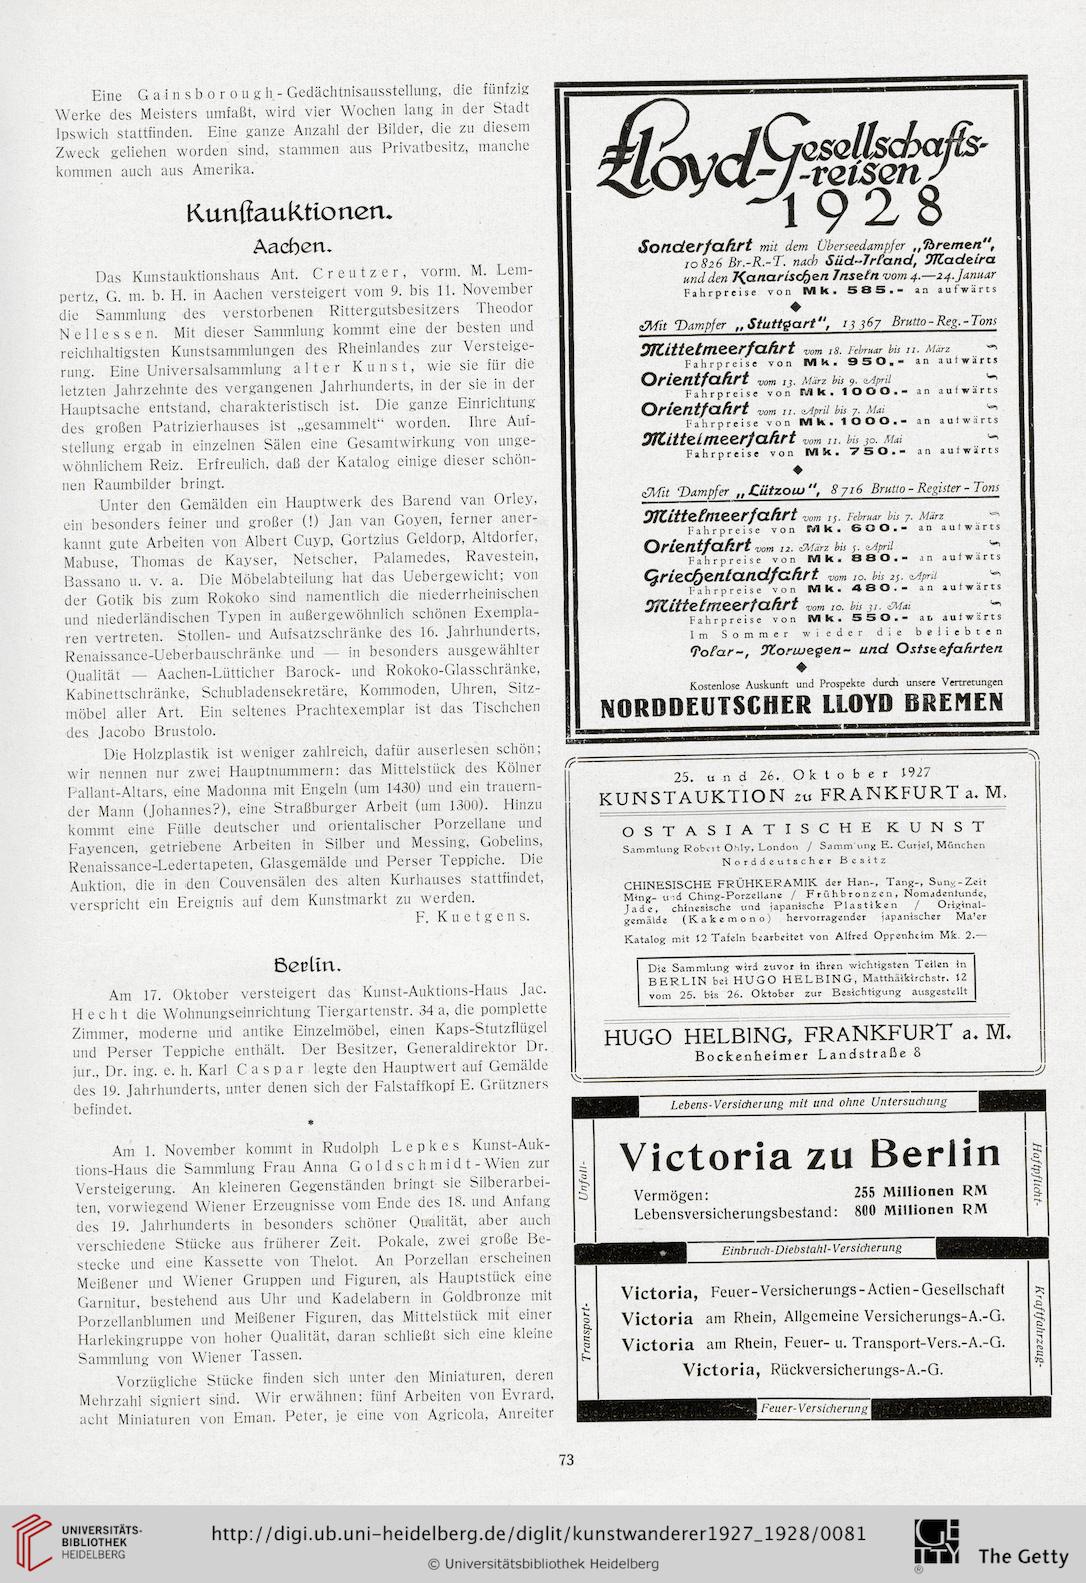 Eine Gainsborough-Gedächtnisausstellung, die fünfzig
Werke des Meisters umfaßt, wird vier Wochen lang in der Stadt
Ipswich stattfinden. Eine ganze Anzahl der Bilder, die zu diesem
Zweck geliehen worden sind, stammen aus Privatbesitz, manche
kommen auch aus Amerika.
Kunstauktionen.
Aachen.
Das Kunstauktionshaus Ant. Creutzer, vorm. M. Lem-
pertz, G. m. b. H. in Aachen versteigert vom 9. bis 11. November
die Sammlung des verstorbenen Rittergutsbesitzers Theodor
Nellessen. Mit dieser Sammlung kommt eine der besten und
reichhaltigsten Kunstsammlungen des Rheinlandes zur Versteige-
rung. Eine Universalsammlung alter Kunst, wie sie für die
letzten Jahrzehnte des vergangenen Jahrhunderts, in der sie in der
Hauptsache entstand, charakteristisch ist. Die ganze Einrichtung
des großen Patrizierhauses ist „gesammelt“ worden. Ihre Auf-
stellung ergab in einzelnen Sälen eine Gesamtwirkung von unge-
wöhnlichem Reiz. Erfreulich, daß der Katalog einige dieser schön-
nen Raumbilder bringt.
Unter den Gemälden ein Hauptwerk des Barend van Orley,
ein besonders feiner und großer (!) Jan van Goyen, ferner aner-
kannt gute Arbeiten von Albert Cuyp, Gortzius Geldorp, Altdorfer,
Mabuse, Thomas de Kayser, Netscher, Palamedes, Ravestein,
Bassano u. v. a. Die Möbelabteilung hat das Uebergewicht; von
der Gotik bis zum Rokoko sind namentlich die niederrheinischen
und niederländischen Typen in außergewöhnlich schönen Exempla-
ren vertreten. Stollen- und Aufsatzschränke des 16. Jahrhunderts,
Renaissance-Ueberbauschränke und — in besonders ausgewählter
Qualität — Aachen-Lütticher Barock- und Rokoko-Glasschränke,
Kabinettschränke, Schubladensekretäre, Kommoden, Uhren, Sitz-
möbel aller Art. Ein seltenes Prachtexemplar ist das Tischchen
des Jacobo Brustolo.
Die Holzplastik ist weniger zahlreich, dafür auserlesen schön;
wir nennen nur zwei Hauptnummern: das Mittelstück des Kölner
Pallant-Altars, eine Madonna mit Engeln (um 1430) und ein trauern-
der Mann (Johannes?), eine Straßburger Arbeit (um 1300). Hinzu
kommt eine Fülle deutscher und orientalischer Porzellane und
Fayencen, getriebene Arbeiten in Silber und Messing, Gobelins,
Renaissance-Ledertapeten, Glasgemälde und Perser Teppiche. Die
Auktion, die in den Couvensälen des alten Kurhauses stattfindet,
verspricht ein Ereignis auf dem Kunstmarkt zu werden.
F. Kuetgens.
Berlin.
Am 17. Oktober versteigert das Kunst-Auktions-Haus Jac.
Hecht die Wohnungseinrichtung Tiergartenstr. 34 a, die pomplette
Zimmer, moderne und antike Einzelmöbel, einen Kaps-Stutzflügel
und Perser Teppiche enthält. Der Besitzer, Generaldirektor Dr.
jur., Dr. ing. e. h. Karl Caspar legte den Hauptwert auf Gemälde
des 19. Jahrhunderts, unter denen sich der Falstaffkopf E. Grützners
befindet.
*
Am 1. November kommt in Rudolph Lepkes Kunst-Auk-
tions-Haus die Sammlung Frau Anna Goldschmidt-Wien zur
Versteigerung. An kleineren Gegenständen bringt sie Silberarbei-
ten, vorwiegend Wiener Erzeugnisse vom Ende des 18. und Anfang
des 19. Jahrhunderts in besonders schöner Qualität, aber auch
verschiedene Stücke aus früherer Zeit. Pokale, zwei große Be-
stecke und eine Kassette von Thelot. An Porzellan erscheinen
Meißener und Wiener Gruppen und Figuren, als Hauptstück eine
Garnitur, bestehend aus Uhr und Kadelabern in Goldbronze mit
Porzellanblumen und Meißener Figuren, das Mittelstück mit einer
Harlekingruppe von hoher Qualität, daran schließt sich eine kleine
Sammlung von Wiener Tassen.
Vorzügliche Stücke finden sich unter den Miniaturen, deren
Mehrzahl signiert sind. Wir erwähnen: fünf Arbeiten von Evrard,
acht Miniaturen von Eman. Peter, je eine von Agricola, Anreiter
Lloyd-Gesellschafts-
-reisen
1928
Sonderfahrt mit dem Überseedampfer „Bremen“,
10826 Br.-R.-T. nach Süd-Irland, Madeira
und den Kanarischen Inseln vom 4.—24. Januar
Fahrpreise von Mk. 585.- an aufwärts
Mit Dampfer „Stuttgart“, 13 367 Brutto-Reg.-Tons
Mittelmeerfahrt vom 18. Februar bis 11. März
Fahrpreise von Mk. 950.- an aufwärts
Orientfahrt vom 13. März bis 9. April
Fahrpreise von Mk. 1000.- an aufwärts
Orientfahrt vom 11. April bis 7. Mai
Fahrpreise von Mk. 1000.- an aufwärts
Mittelmeerfahrt vom 11. bis 30. Mai
Fahrpreise von Mk. 750.- an aufwärts
Mit Dampfer „Lützow“, 8716 Brutto-Register-Tons
Mittelmeerfahrt vom 15. Februar bis 7. März
Fahrpreise von Mk. 600.- an aufwärts
Orientfahrt vom 12. März bis 5. April
Fahrpreise von Mk. 880.- an aufwärts
Griechenlandfahrt vom 10. bis 25. April
Fahrpreise von Mk. 480.- an aufwärts
Mittelmeerfahrt vom 10. bis 31. Mai
Fahrpreise von Mk. 550.- an aufwärts
Im Sommer wieder die beliebten
Polar-, Norwegen- und Ostseefahrten
Kostenlose Auskunft und Prospekte durch unsere Vertretungen
NORDDEUTSCHER LLOYD BREMEN
25. und 26. Oktober 1927
KUNSTAUKTION zu FRANKFURT a. M.
OSTASIATISCHE KUNST
Sammlung Robert Ohly, London / Sammlung E. Curjel, München
Norddeutscher Besitz
CHINESISCHE FRÜHKERAMIK der Han-, Tang-, Sung-Zeit
Ming- und Ching-Porzellane / Frühbronzen, Nomadenfunde,
Jade, chinesische und japanische Plastiken / Original-
gemälde (Kakemono) hervorragender japanischer Maler
Katalog mit 12 Tafeln bearbeitet von Alfred Oppenheim Mk. 2.—
Die Sammlung wird zuvor in ihren wichtigsten Teilen in
BERLIN bei HUGO HELBING, Matthäikirchstr. 12
vom 25. bis 26. Oktober zur Besichtigung ausgestellt
HUGO HELBING, FRANKFURT a. M.
Bockenheimer Landstraße 8
Lebens-Versicherung mit und ohne Untersuchung
Unfall-
Victoria zu Berlin
Vermögen: 255 Millionen RM
Lebensversicherungsbestand: 800 Millionen RM
Haftpflicht-
Einbruch-Diebstahl-Versicherung
Transport-
Victoria, Feuer-Versicherungs-Actien-Gesellschaft
Victoria am Rhein, Allgemeine Versicherungs-A.-G.
Victoria am Rhein, Feuer- u. Transport-Vers.-A.-G.
Victoria, Rückversicherungs-A.-G.
Kraftfahrzeug-
Feuer-Versicherung
73
UNIVERSITÄTS-
BIBLIOTHEK
HEIDELBERG
http://digi.ub.uni-heidelberg.de/diglit/kunstwanderer1927_1928/0081
© Universitätsbibliothek Heidelberg
GETTY
®
The Getty